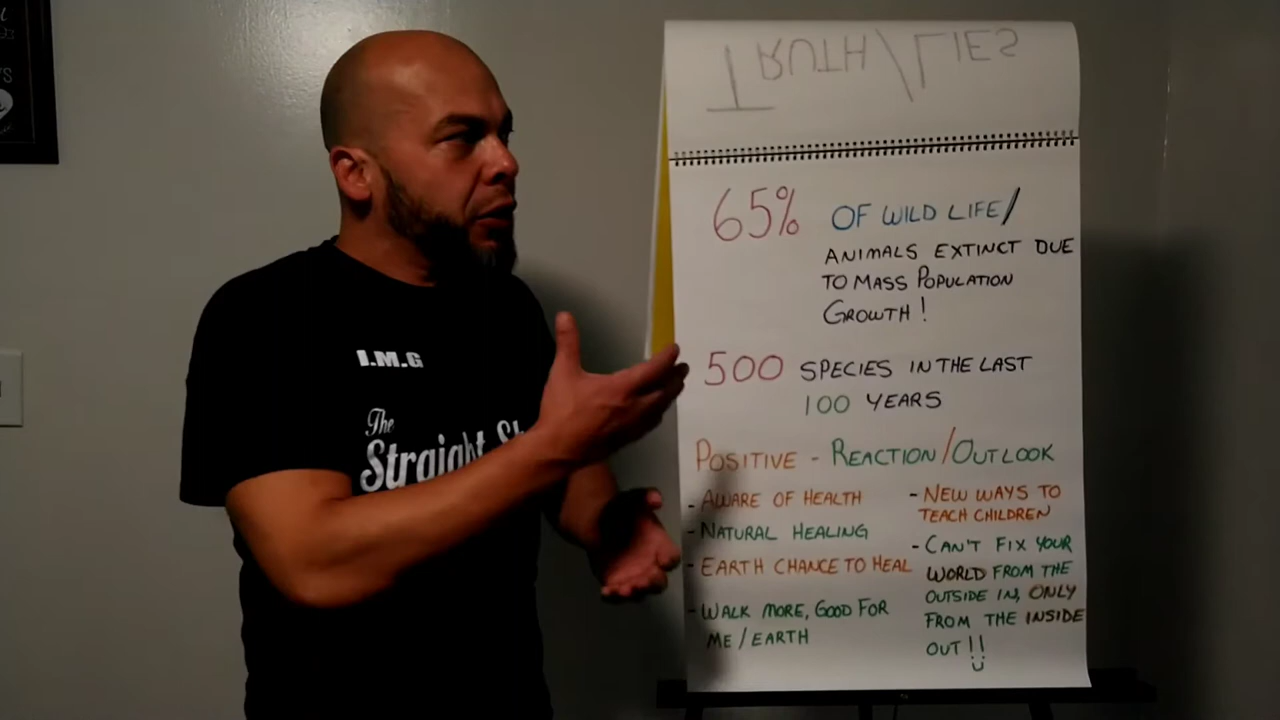 TRUTH/LIES
65% OF WILD LIFE/
ANIMALS EXTINCT DUE
TO MASS POPULATION
GROWTH!
500 SPECIES IN THE LAST
100 YEARS
POSITIVE - REACTION/OUTLOOK
- AWARE OF HEALTH
- NATURAL HEALING
- EARTH CHANCE TO HEAL
- WALK MORE, GOOD FOR
ME/EARTH
- NEW WAYS TO
TEACH CHILDREN
- CAN'T FIX YOUR
WORLD FROM THE
OUTSIDE IN, ONLY
FROM THE INSIDE
OUT!!
I.M.G
The
Straight